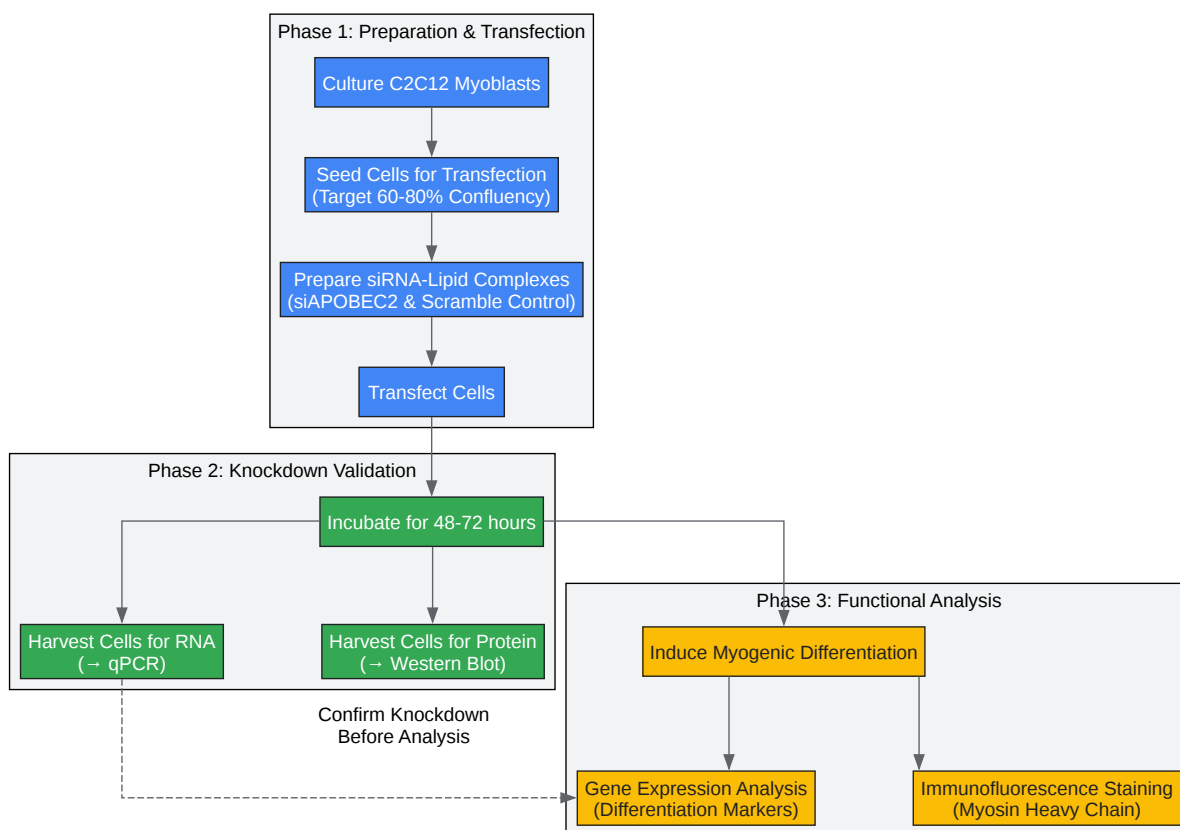 Phase 1: Preparation & Transfection
Culture C2C12 Myoblasts
Seed Cells for Transfection
(Target 60-80% Confluency)
Prepare siRNA-Lipid Complexes
(siAPOBEC2 & Scramble Control)
Transfect Cells
Phase 2: Knockdown Validation
Incubate for 48-72 hours
Harvest Cells for RNA
(→ qPCR)
Harvest Cells for Protein
(→ Western Blot)
Confirm Knockdown
Before Analysis
Phase 3: Functional Analysis
Induce Myogenic Differentiation
Gene Expression Analysis
(Differentiation Markers)
Immunofluorescence Staining
(Myosin Heavy Chain)